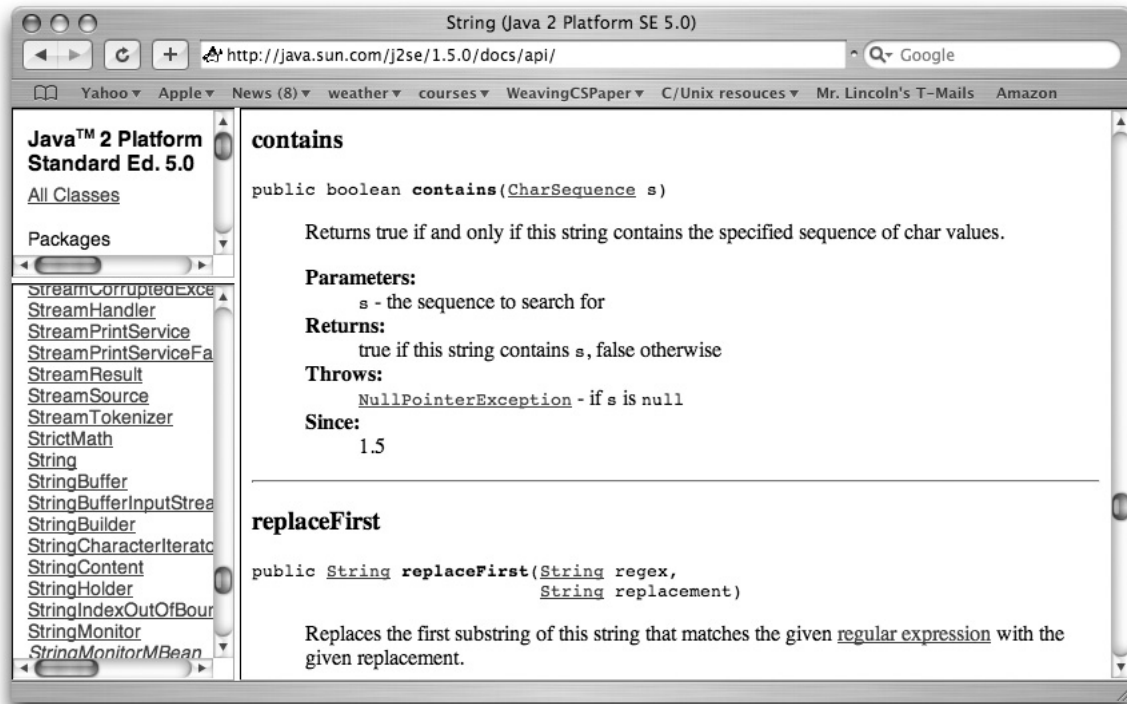 String (Java 2 Platform SE 5.0)
http://java.sun.com/j2se/1.5.0/docs/api/
Google
Yahoo Apple News (8) weather courses WeavingCSPaper C/Unix resouces Mr. Lincoln's T-Mails Amazon
Java™ 2 Platform
Standard Ed. 5.0
All Classes
Packages
StreamCorruptedExce
StreamHandler
StreamPrintService
StreamPrintServiceFa
StreamResult
StreamSource
StreamTokenizer
StrictMath
String
StringBuffer
StringBufferInputStrea
StringBuilder
StringCharacterIterato
StringContent
StringHolder
StringIndexOutOfBour
StringMonitor
StringMonitorMBean
contains
public boolean contains(CharSequence s)
Returns true if and only if this string contains the specified sequence of char values.
Parameters:
s - the sequence to search for
Returns:
true if this string contains s, false otherwise
Throws:
NullPointerException - if s is null
Since:
1.5
replaceFirst
public String replaceFirst(String regex,
String replacement)
Replaces the first substring of this string that matches the given regular expression with the
given replacement.